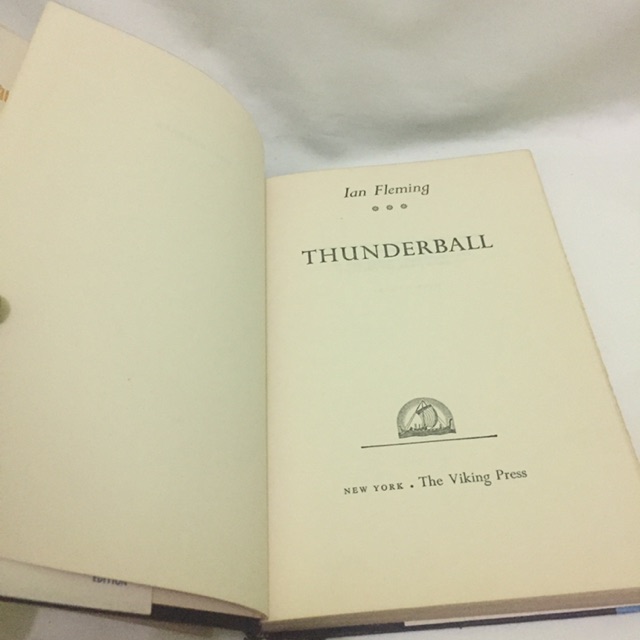 Ian Fleming
THUNDERBALL
NEW YORK • The Viking Press
EDITION